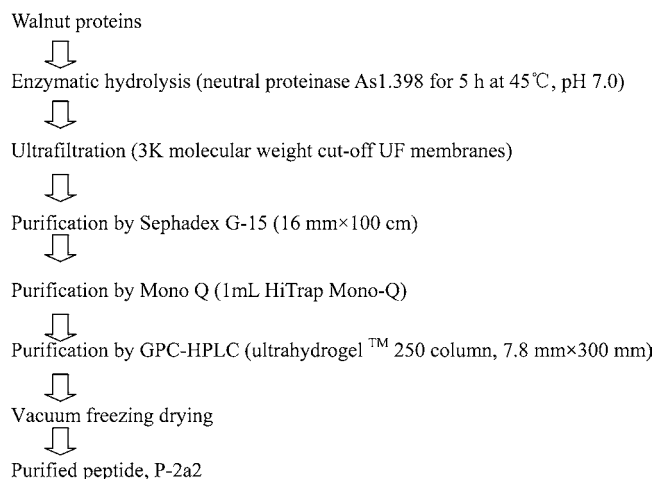 Walnut proteins
Enzymatic hydrolysis (neutral proteinase As1.398 for 5 h at 45℃, pH 7.0)
Ultrafiltration (3K molecular weight cut-off UF membranes)
Purification by Sephadex G-15 (16 mm×100 cm)
Purification by Mono Q (1mL HiTrap Mono-Q)
Purification by GPC-HPLC (ultrahydrogel TM 250 column, 7.8 mm×300 mm)
Vacuum freezing drying
Purified peptide, P-2a2